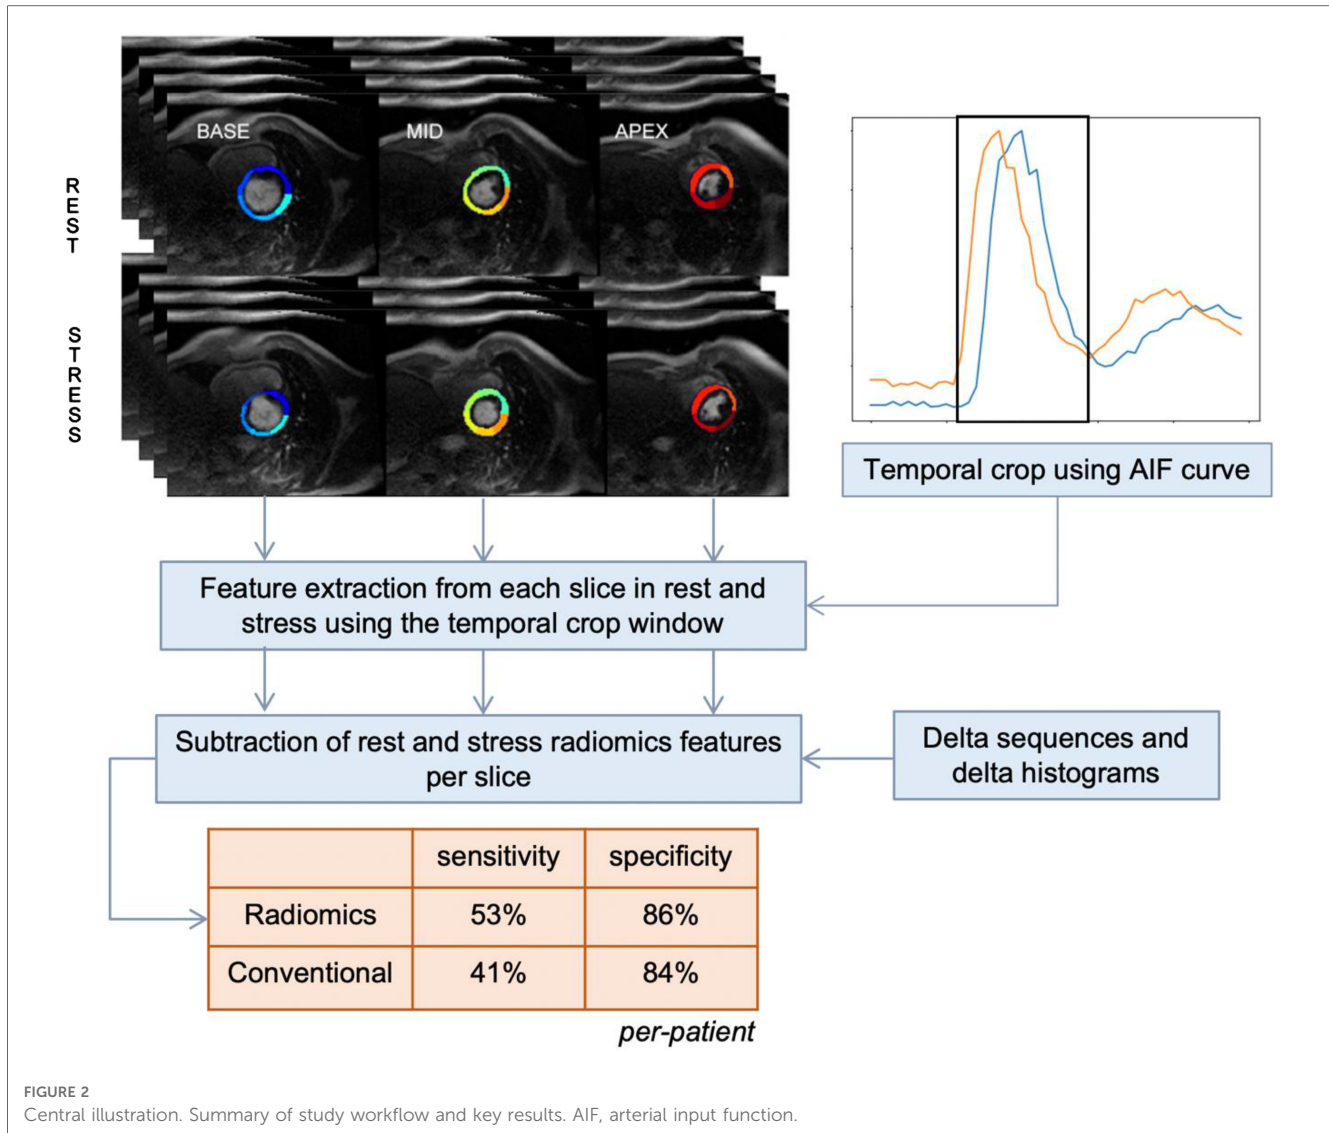 BASE
MID
APEX
REST
STRESS
Temporal crop using AIF curve
Feature extraction from each slice in rest and
stress using the temporal crop window
Subtraction of rest and stress radiomics features
per slice
Delta sequences and
delta histograms
sensitivity specificity
Radiomics 53% 86%
Conventional 41% 84%
per-patient
FIGURE 2
Central illustration. Summary of study workflow and key results. AIF, arterial input function.